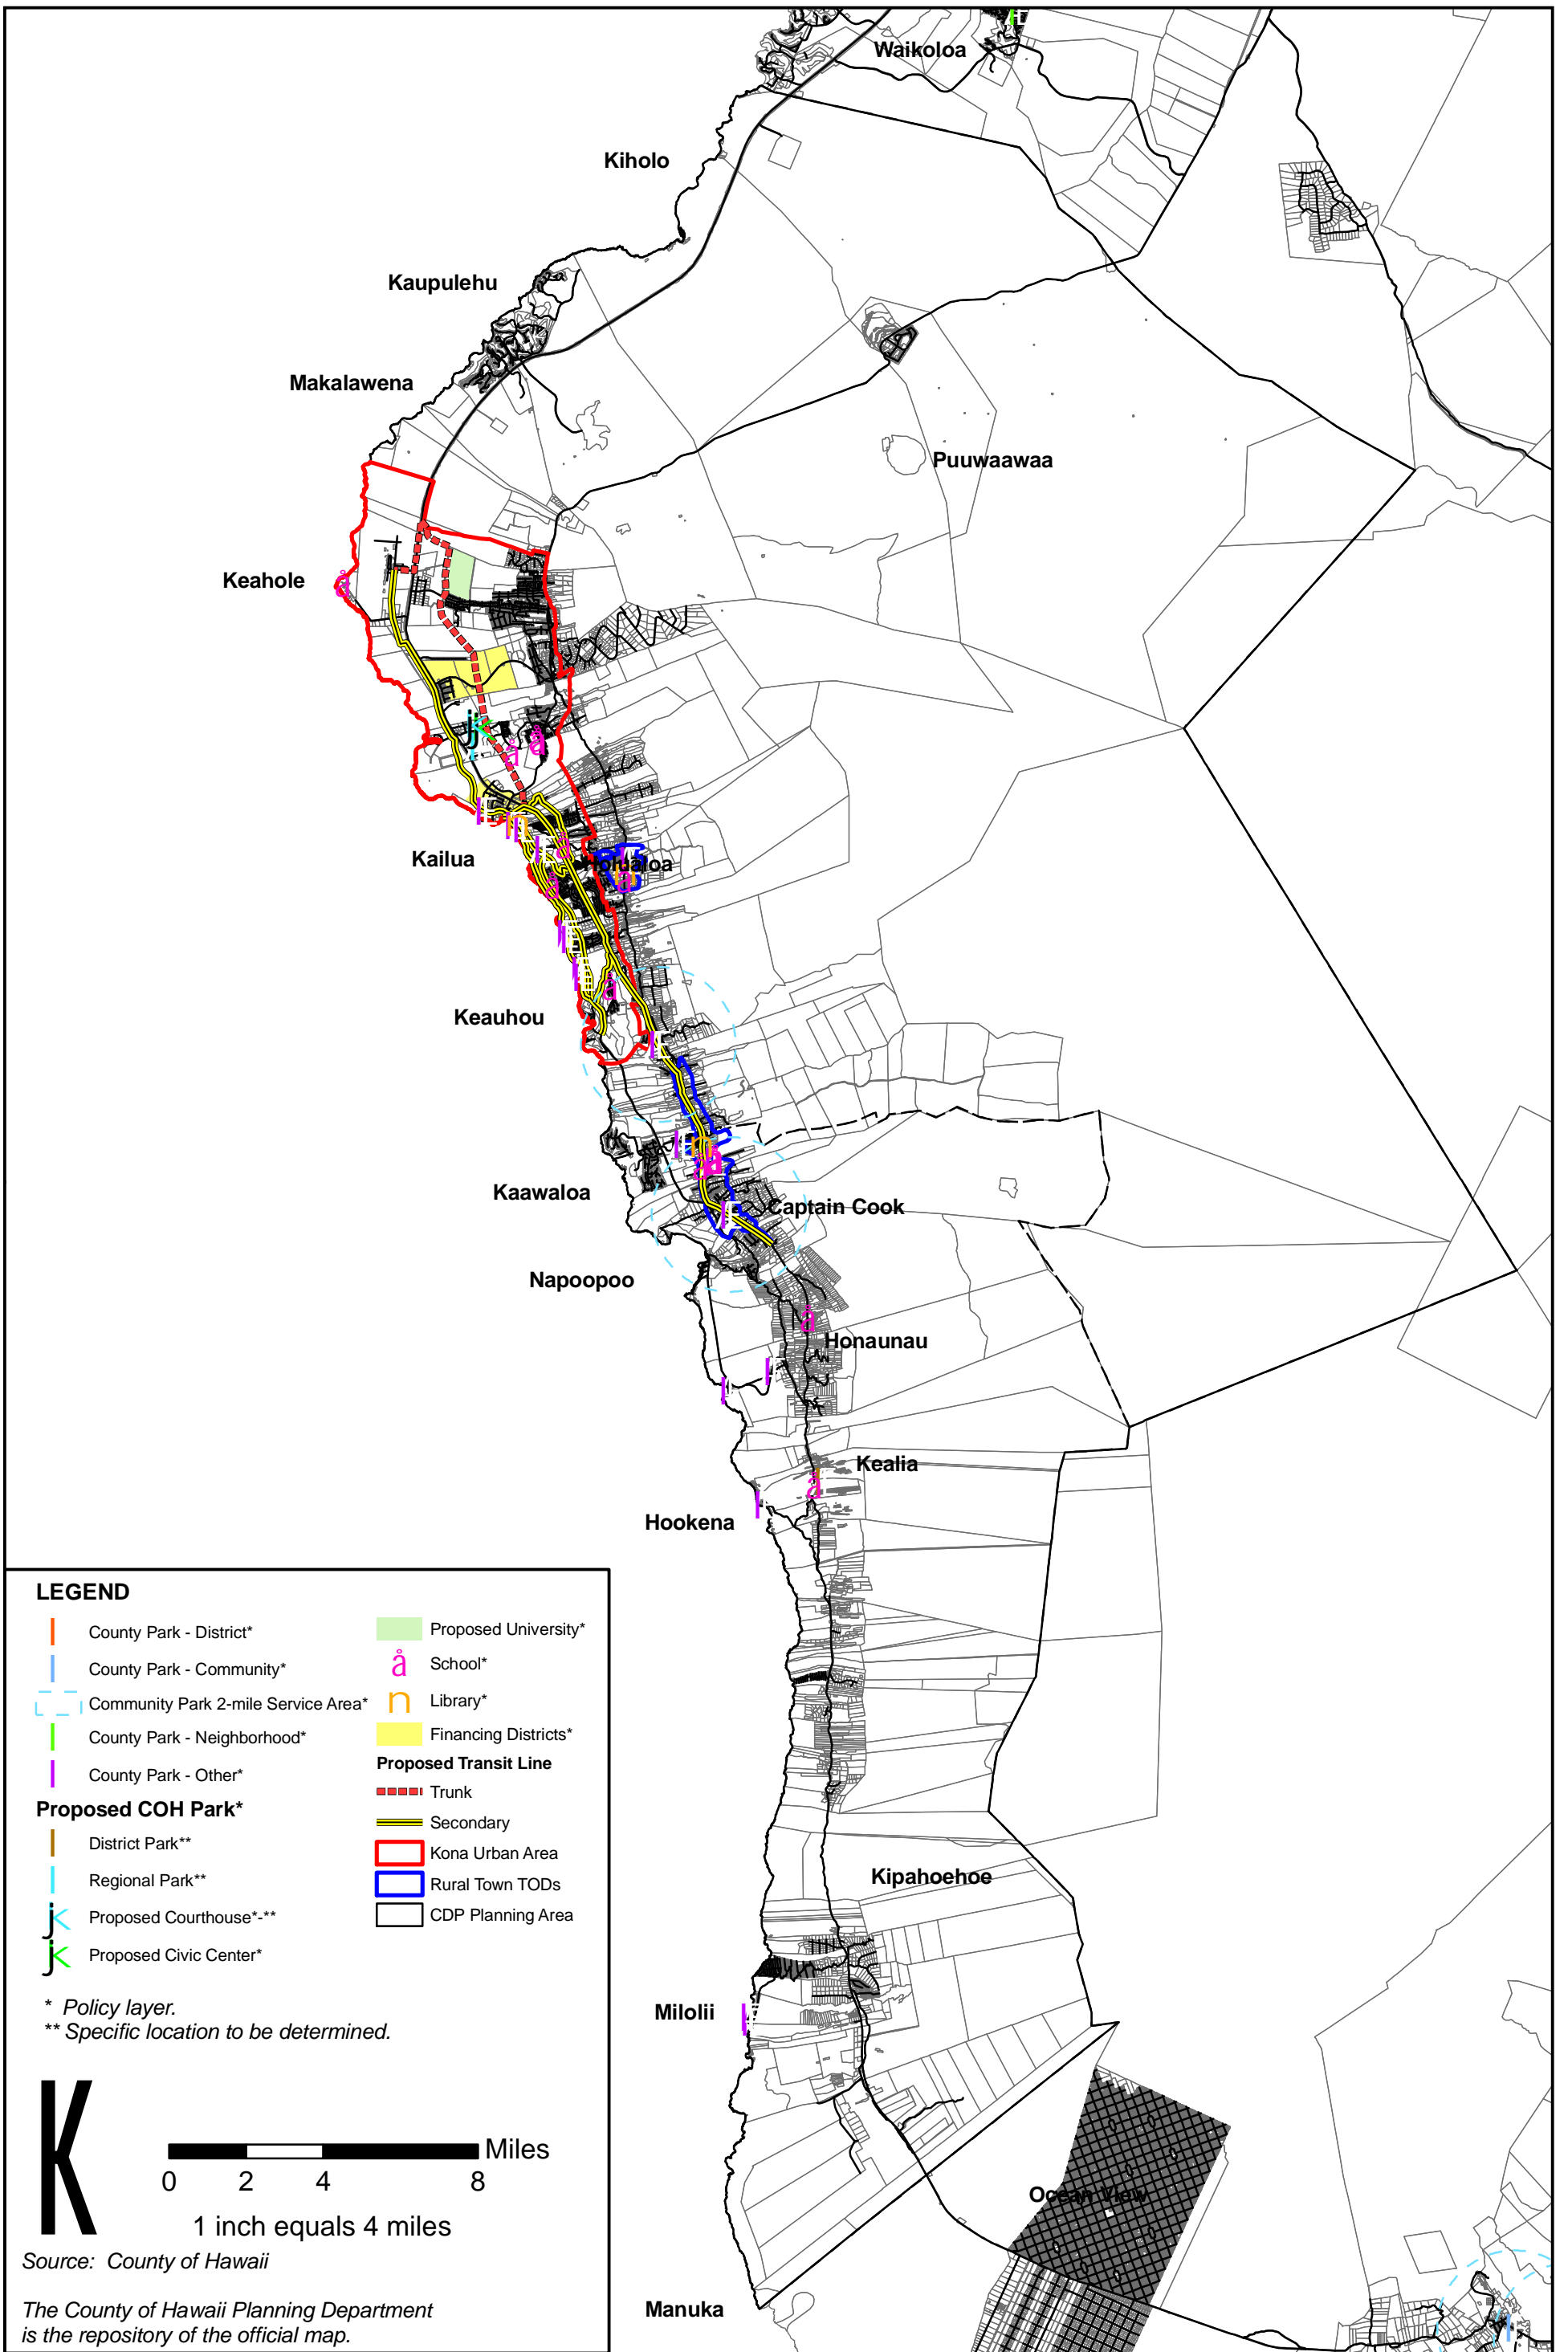 Waikoloa
Kiholo
Kaupulehu
Makalawena
Puuwaawaa
Keahole
Kailua
Holualoa
Keauhou
Kaawaloa
Captain Cook
Napoopoo
Honaunau
Kealia
Hookena
Kipahoehoe
Milolii
Ocean View
Manuka
LEGEND
County Park - District*
County Park - Community*
Community Park 2-mile Service Area*
County Park - Neighborhood*
County Park - Other*
Proposed COH Park*
District Park**
Regional Park**
Proposed Courthouse*-**
Proposed Civic Center*
Proposed University*
å School*
n Library*
Financing Districts*
Proposed Transit Line
Trunk
Secondary
Kona Urban Area
Rural Town TODs
CDP Planning Area
* Policy layer.
** Specific location to be determined.
K
Miles
0 2 4 8
1 inch equals 4 miles
Source: County of Hawaii
The County of Hawaii Planning Department
is the repository of the official map.